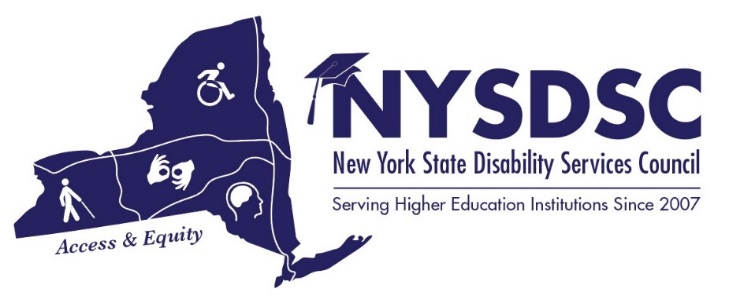 NYSDSC
New York State Disability Services Council
Serving Higher Education Institutions Since 2007
Access & Equity